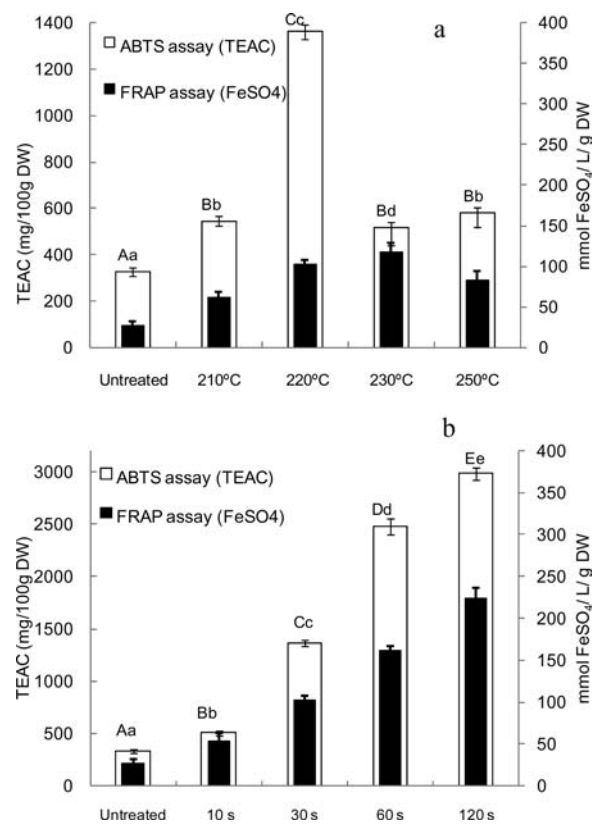 a
ABTS assay (TEAC)
FRAP assay (FeSO4)
TEAC (mg/100g DW)
1400
1200
1000
800
600
400
200
0
Aa
Bb
Cc
Bd
Bb
400
350
300
250
200
150
100
50
0
mmol FeSO₄/ L/ g DW
Untreated 210ºC 220ºC 230ºC 250ºC
b
ABTS assay (TEAC)
FRAP assay (FeSO4)
TEAC (mg/100g DW)
3000
2500
2000
1500
1000
500
0
Aa
Bb
Cc
Dd
Ee
400
350
300
250
200
150
100
50
0
mmol FeSO₄/ L/ g DW
Untreated 10 s 30 s 60 s 120 s